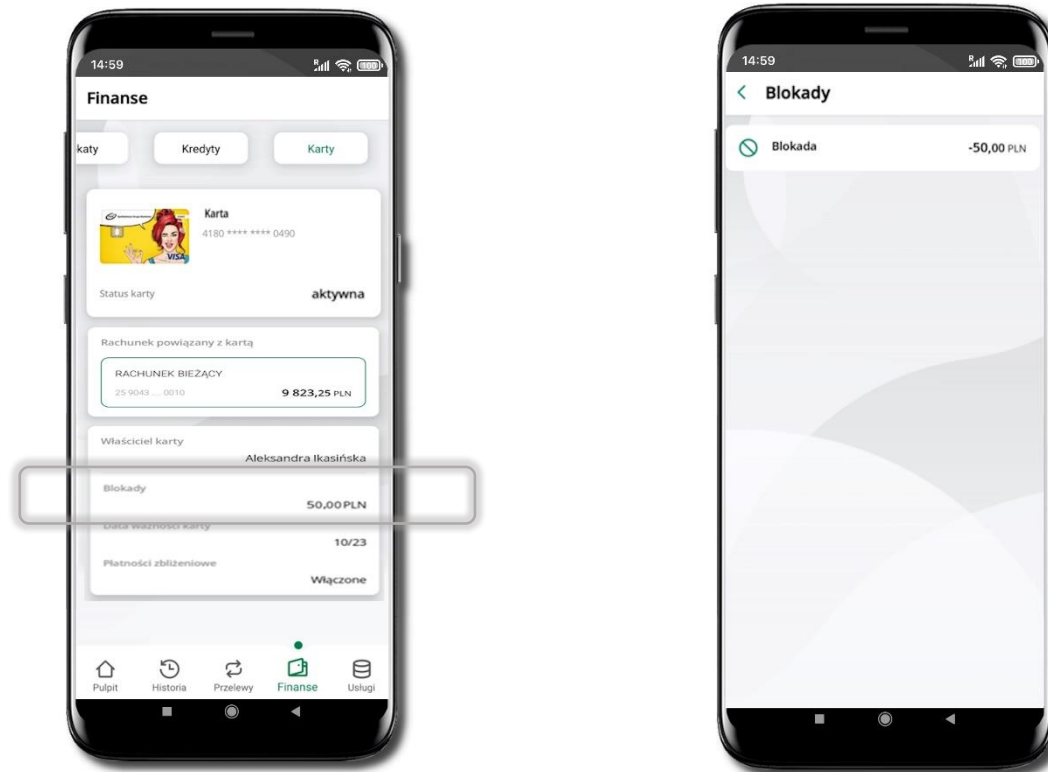 14:59
100
Finanse
katy
Kredyty
Karty
Karta
4180 **** **** 0490
VISA
Status karty
aktywna
Rachunek powiązany z kartą
RACHUNEK BIEŻĄCY
25 9043 .... 0010
9 823,25 PLN
Właściciel karty
Aleksandra Ikasińska
Blokady
50,00 PLN
Data ważności karty
10/23
Płatności zbliżeniowe
Włączone
Pulpit
Historia
Przelewy
Finanse
Usługi
14:59
100
Blokady
Blokada
-50,00 PLN